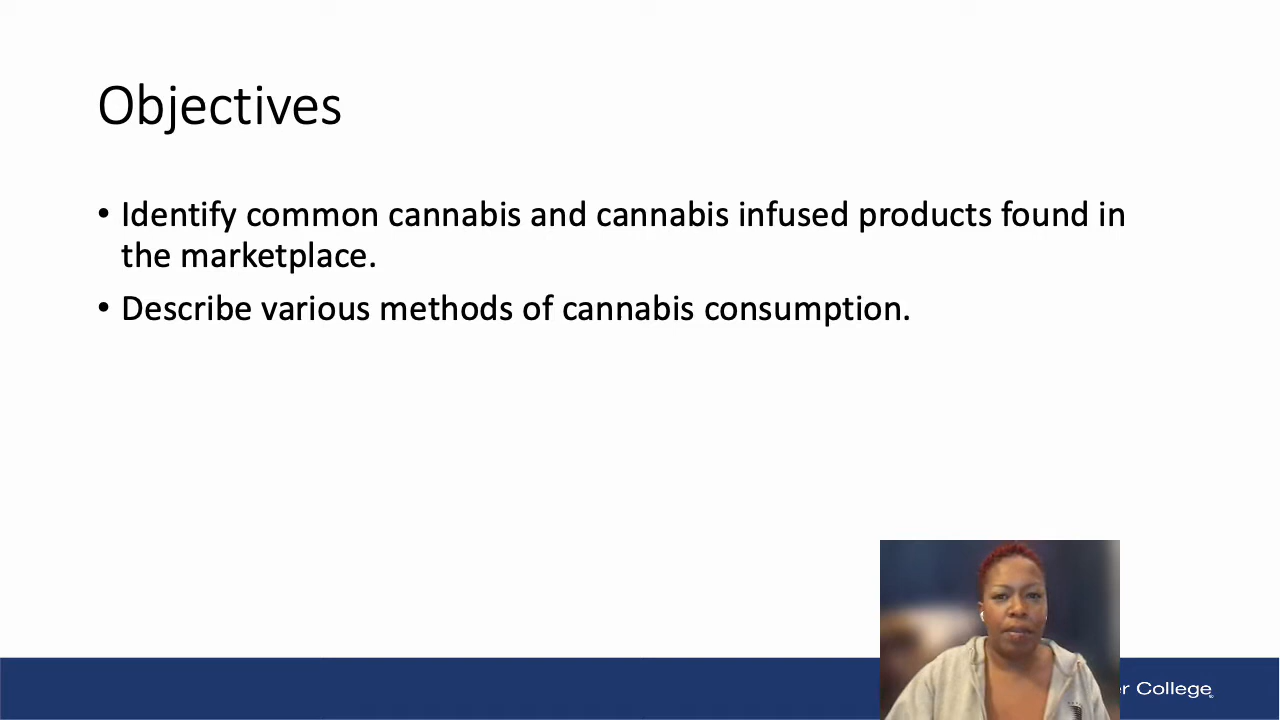 Objectives
• Identify common cannabis and cannabis infused products found in
the marketplace.
• Describe various methods of cannabis consumption.
College